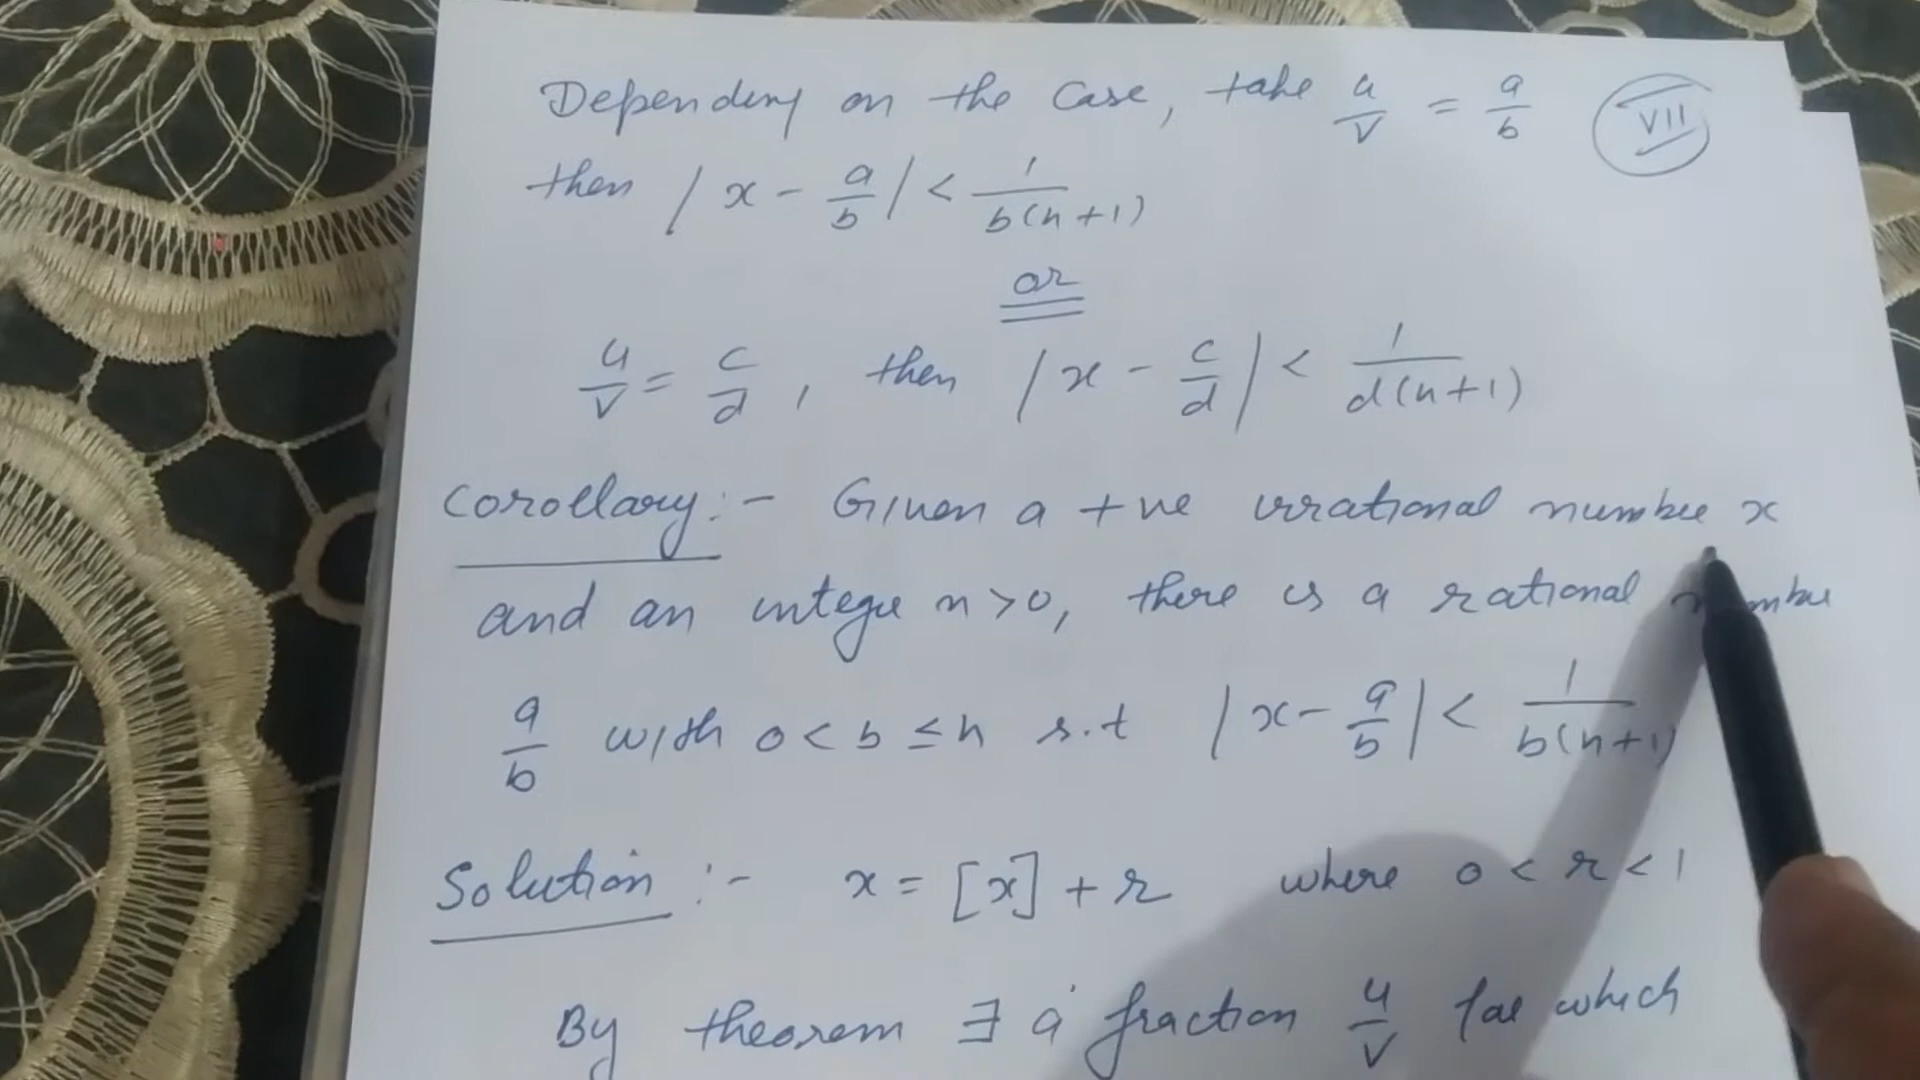 Depending on the case, take u/v = a/b
VII
then |x - a/b| < 1/b(n+1)
or
u/v = c/d, then |x - c/d| < 1/d(n+1)
Corollary:- Given a +ve irrational number x
and an integer n>0, there is a rational number
a/b with 0<b≤n s.t |x - a/b| < 1/b(n+1)
Solution :- x = [x] + r where 0<r<1
By theorem ∃ a fraction u/v for which